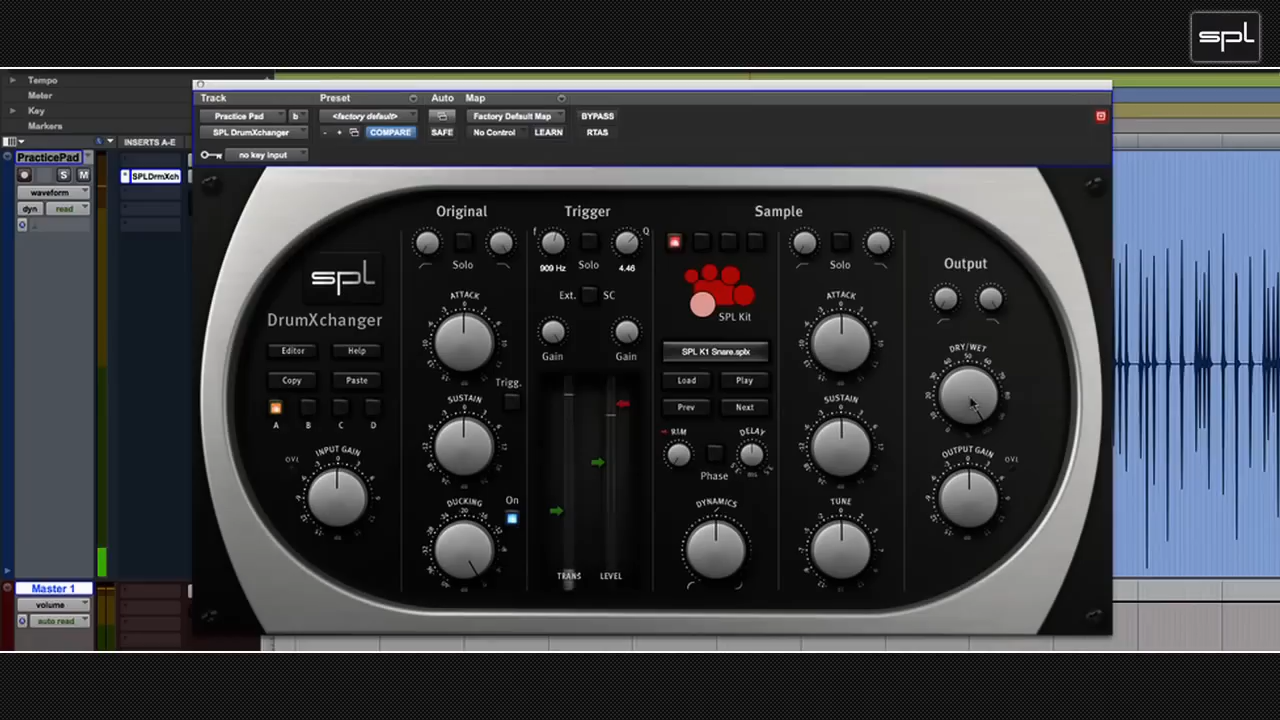 spl
Tempo
Meter
Key
Markers
INSERTS A-E
PracticePad
S M
waveform
dyn read
SPLDrmXch
Master 1
volume
auto read
Track Preset Auto Map
Practice Pad b <factory default> Factory Default Map BYPASS
SPL DrumXchanger - + COMPARE SAFE No Control LEARN RTAS
no key input
spl
DrumXchanger
Editor Help
Copy Paste
A B C D
OVL
INPUT GAIN
Original
Solo
ATTACK
SUSTAIN
Trigg.
DUCKING
On
Trigger
f Q
909 Hz Solo 4.46
Ext. SC
Gain Gain
TRANS LEVEL
Sample
SPL Kit
SPL K1 Snare.splx
Load Play
Prev Next
DELAY
Phase
DYNAMICS
Solo
ATTACK
SUSTAIN
TUNE
Output
DRY/WET
OUTPUT GAIN
OVL